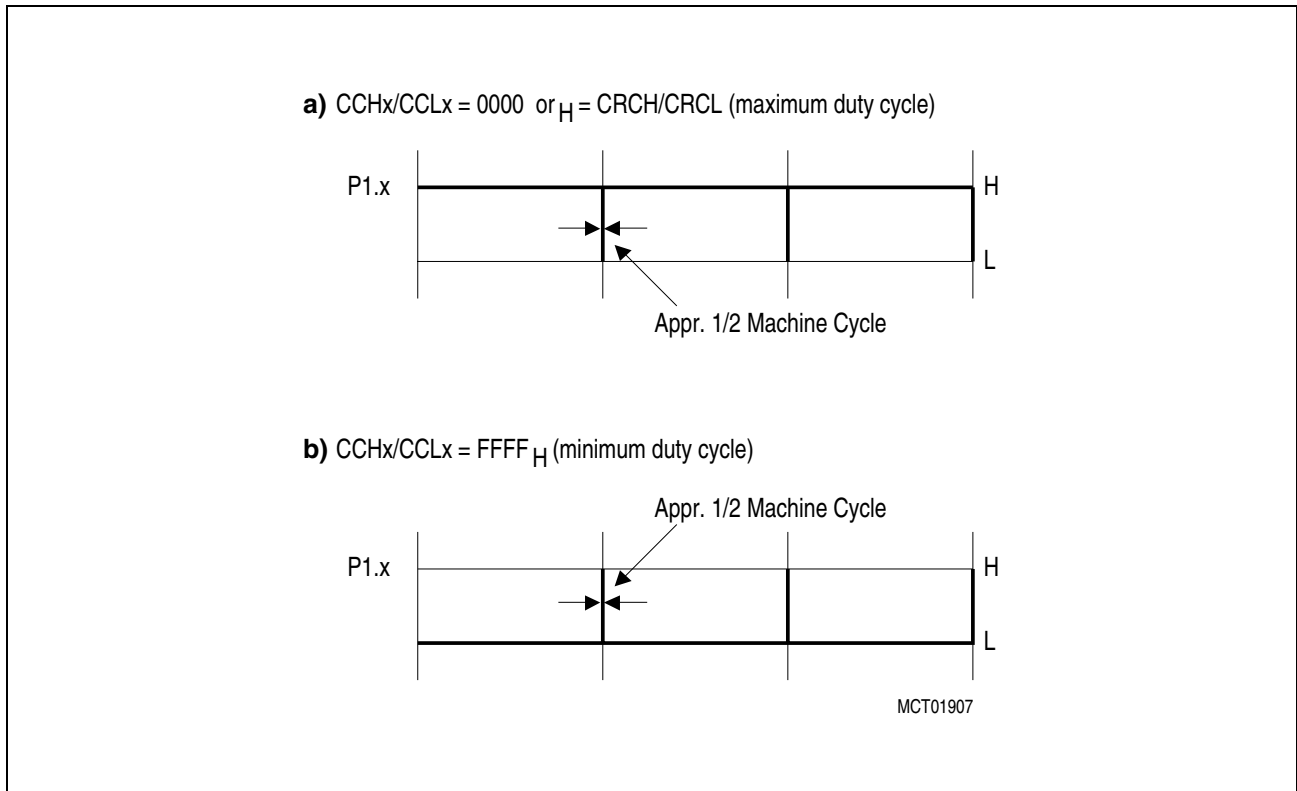 a) CCHx/CCLx = 0000 or H = CRCH/CRCL (maximum duty cycle)
P1.x
H
L
Appr. 1/2 Machine Cycle
b) CCHx/CCLx = FFFF H (minimum duty cycle)
Appr. 1/2 Machine Cycle
P1.x
H
L
MCT01907